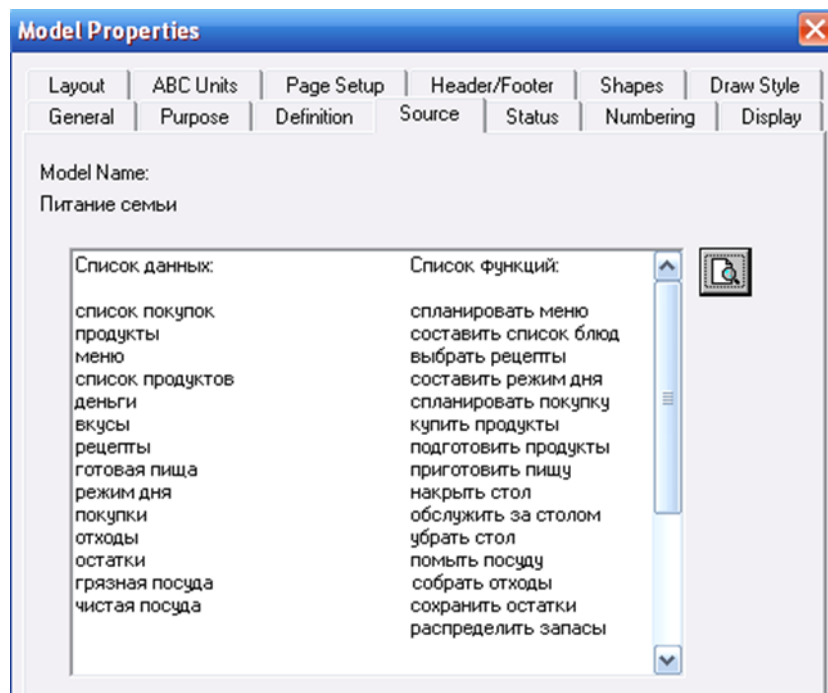 Model Properties
Layout ABC Units Page Setup Header/Footer Shapes Draw Style
General Purpose Definition Source Status Numbering Display
Model Name:
Питание семьи
Список данных: Список функций:
список покупок спланировать меню
продукты составить список блюд
меню выбрать рецепты
список продуктов составить режим дня
деньги спланировать покупку
вкусы купить продукты
рецепты подготовить продукты
готовая пища приготовить пищу
режим дня накрыть стол
покупки обслужить за столом
отходы убрать стол
остатки помыть посуду
грязная посуда собрать отходы
чистая посуда сохранить остатки
распределить запасы